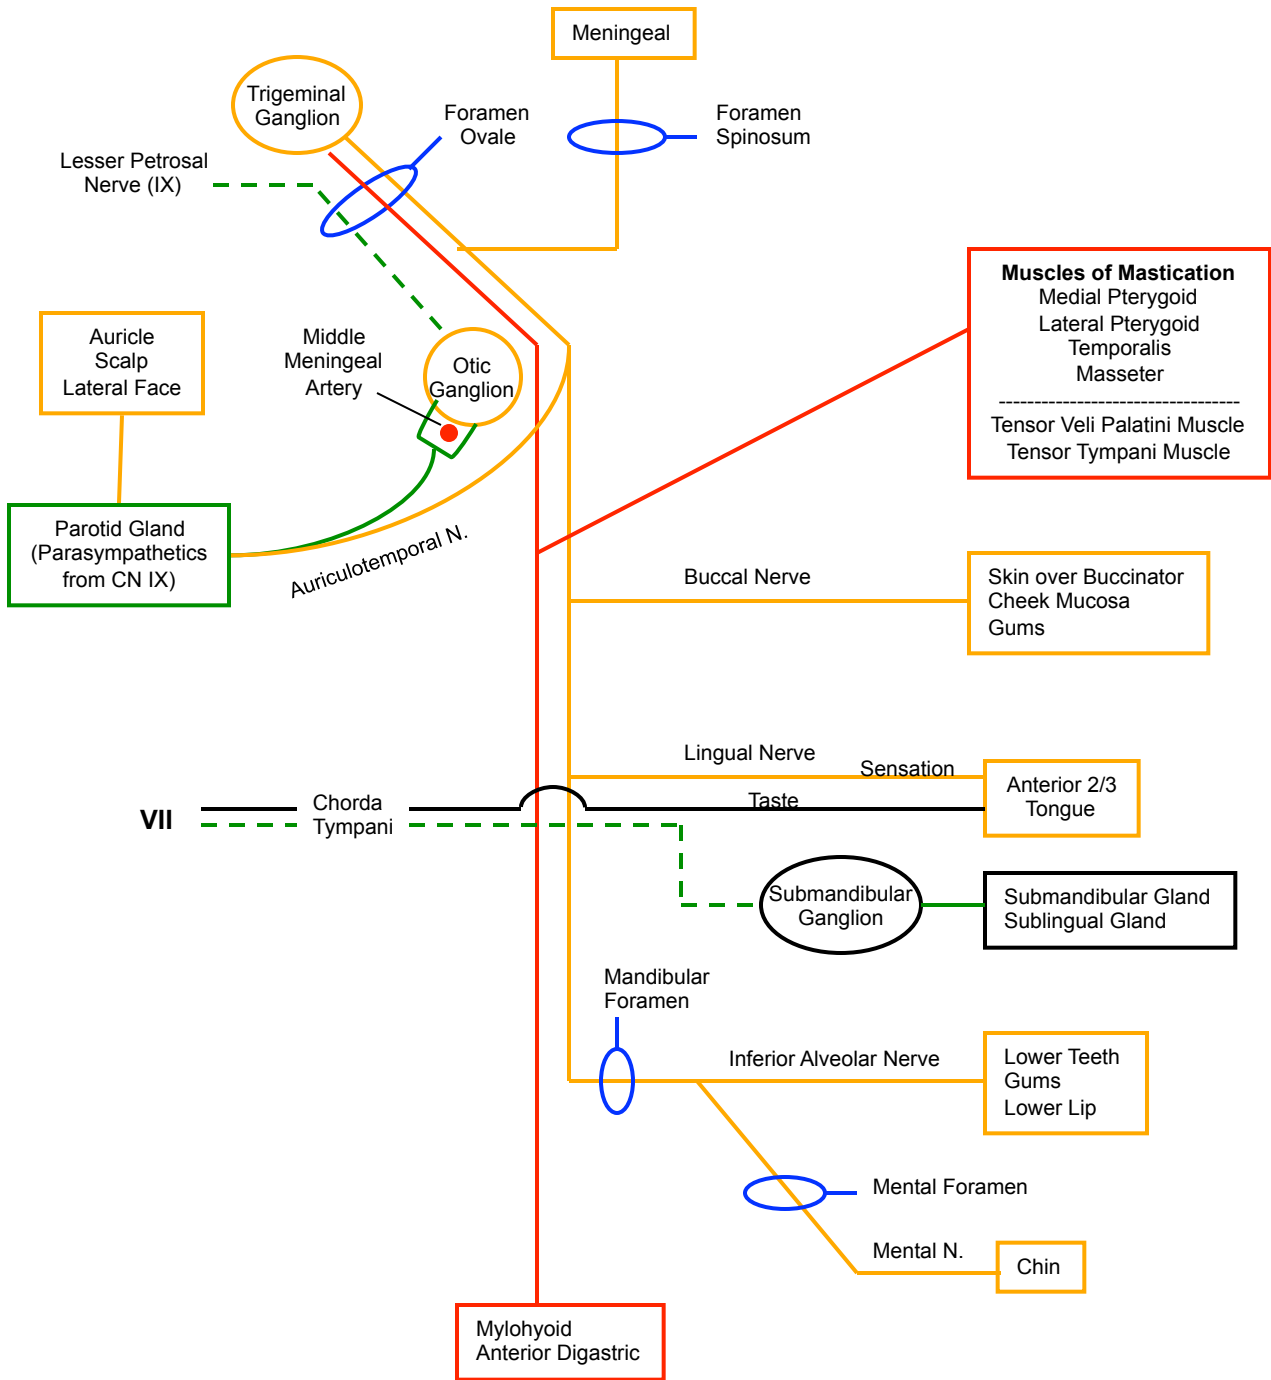 Meningeal
Trigeminal
Ganglion
Foramen
Ovale
Foramen
Spinosum
Lesser Petrosal
Nerve (IX)
Muscles of Mastication
Medial Pterygoid
Lateral Pterygoid
Temporalis
Masseter
----------------------------------
Tensor Veli Palatini Muscle
Tensor Tympani Muscle
Auricle
Scalp
Lateral Face
Middle
Meningeal
Artery
Otic
Ganglion
Parotid Gland
(Parasympathetics
from CN IX)
Auriculotemporal N.
Buccal Nerve
Skin over Buccinator
Cheek Mucosa
Gums
Lingual Nerve
Sensation
Anterior 2/3
Tongue
VII
Chorda
Tympani
Taste
Submandibular
Ganglion
Submandibular Gland
Sublingual Gland
Mandibular
Foramen
Inferior Alveolar Nerve
Lower Teeth
Gums
Lower Lip
Mental Foramen
Mental N.
Chin
Mylohyoid
Anterior Digastric